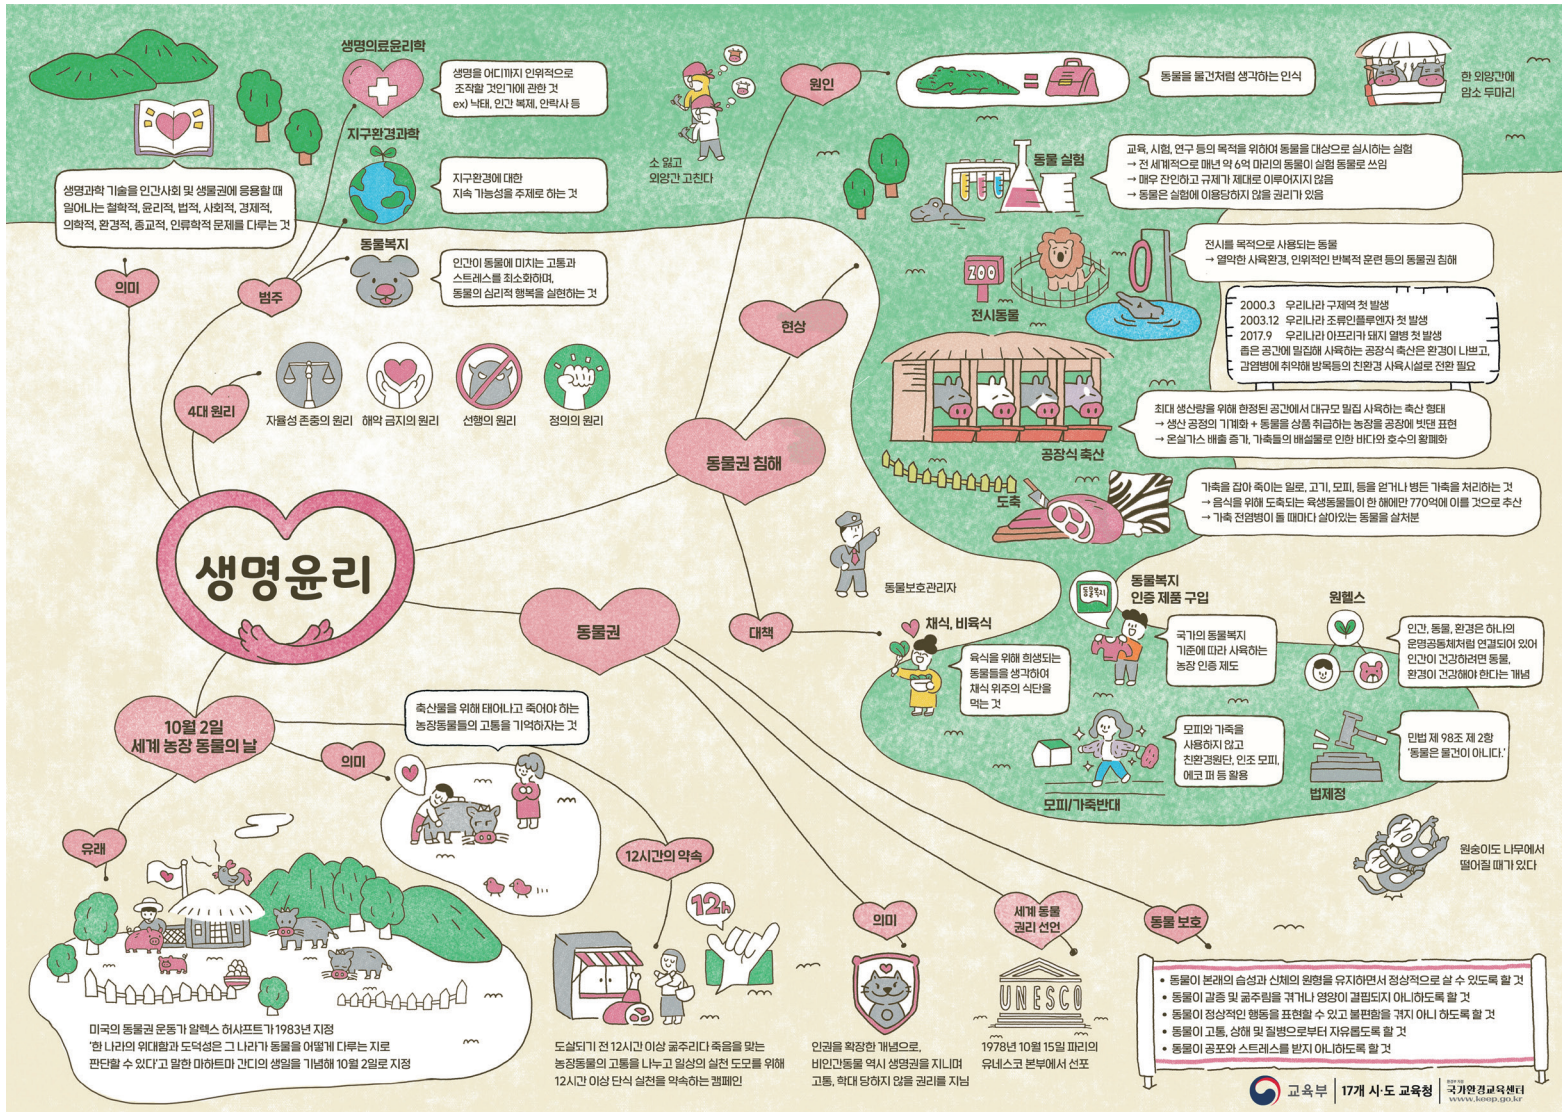 생명의료윤리학
생명을 어디까지 인위적으로
조작할 것인가에 관한 것
ex) 낙태, 인간 복제, 안락사 등
지구환경과학
지구환경에 대한
지속 가능성을 주제로 하는 것
동물복지
인간이 동물에 미치는 고통과
스트레스를 최소화하며,
동물의 심리적 행복을 실현하는 것
생명과학 기술을 인간사회 및 생물권에 응용할 때
일어나는 철학적, 윤리적, 법적, 사회적, 경제적,
의학적, 환경적, 종교적, 인류학적 문제를 다루는 것
의미
범주
4대 원리
자율성 존중의 원리
해악 금지의 원리
선행의 원리
정의의 원리
생명윤리
소 잃고
외양간 고친다
원인
동물을 물건처럼 생각하는 인식
한 외양간에
암소 두마리
동물 실험
교육, 시험, 연구 등의 목적을 위하여 동물을 대상으로 실시하는 실험
→ 전 세계적으로 매년 약 6억 마리의 동물이 실험 동물로 쓰임
→ 매우 잔인하고 규제가 제대로 이루어지지 않음
→ 동물은 실험에 이용당하지 않을 권리가 있음
현상
ZOO
전시동물
전시를 목적으로 사용되는 동물
→ 열악한 사육환경, 인위적인 반복적 훈련 등의 동물권 침해
2000.3 우리나라 구제역 첫 발생
2003.12 우리나라 조류인플루엔자 첫 발생
2017.9 우리나라 아프리카 돼지 열병 첫 발생
좁은 공간에 밀집해 사육하는 공장식 축산은 환경이 나쁘고,
감염병에 취약해 방목등의 친환경 사육시설로 전환 필요
공장식 축산
최대 생산량을 위해 한정된 공간에서 대규모 밀집 사육하는 축산 형태
→ 생산 공정의 기계화 + 동물을 상품 취급하는 농장을 공장에 빗댄 표현
→ 온실가스 배출 증가, 가축들의 배설물로 인한 바다와 호수의 황폐화
도축
가축을 잡아 죽이는 일로, 고기, 모피, 등을 얻거나 병든 가축을 처리하는 것
→ 음식을 위해 도축되는 육생동물들이 한 해에만 770억에 이를 것으로 추산
→ 가축 전염병이 돌 때마다 살아있는 동물을 살처분
동물권 침해
동물보호관리자
대책
채식, 비육식
육식을 위해 희생되는
동물들을 생각하여
채식 위주의 식단을
먹는 것
동물복지
동물복지
인증 제품 구입
국가의 동물복지
기준에 따라 사육하는
농장 인증 제도
원헬스
인간, 동물, 환경은 하나의
운명공동체처럼 연결되어 있어
인간이 건강하려면 동물,
환경이 건강해야 한다는 개념
모피/가죽반대
모피와 가죽을
사용하지 않고
친환경원단, 인조 모피,
에코 퍼 등 활용
법제정
민법 제 98조 제 2항
'동물은 물건이 아니다.'
원숭이도 나무에서
떨어질 때가 있다
동물권
10월 2일
세계 농장 동물의 날
의미
축산물을 위해 태어나고 죽어야 하는
농장동물들의 고통을 기억하자는 것
유래
미국의 동물권 운동가 알렉스 허샤프트가 1983년 지정
'한 나라의 위대함과 도덕성은 그 나라가 동물을 어떻게 다루는 지로
판단할 수 있다'고 말한 마하트마 간디의 생일을 기념해 10월 2일로 지정
12시간의 약속
12h
도살되기 전 12시간 이상 굶주리다 죽음을 맞는
농장동물의 고통을 나누고 일상의 실천 도모를 위해
12시간 이상 단식 실천을 약속하는 캠페인
의미
인권을 확장한 개념으로,
비인간동물 역시 생명권을 지니며
고통, 학대 당하지 않을 권리를 지님
세계 동물
권리 선언
UNESCO
1978년 10월 15일 파리의
유네스코 본부에서 선포
동물 보호
• 동물이 본래의 습성과 신체의 원형을 유지하면서 정상적으로 살 수 있도록 할 것
• 동물이 갈증 및 굶주림을 겪거나 영양이 결핍되지 아니하도록 할 것
• 동물이 정상적인 행동을 표현할 수 있고 불편함을 겪지 아니 하도록 할 것
• 동물이 고통, 상해 및 질병으로부터 자유롭도록 할 것
• 동물이 공포와 스트레스를 받지 아니하도록 할 것
교육부
17개 시·도 교육청
국가환경교육센터
www.keep.go.kr